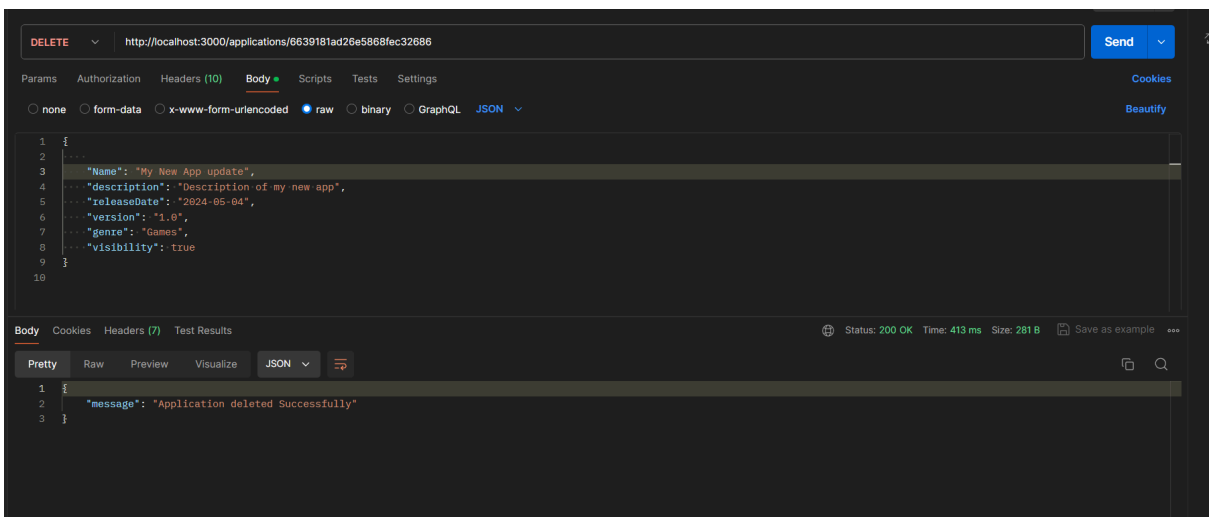 DELETE http://localhost:3000/applications/6639181ad26e5868fec32686 Send
Params Authorization Headers (10) Body Scripts Tests Settings Cookies
none form-data x-www-form-urlencoded raw binary GraphQL JSON Beautify
1 {
2
3 "Name": "My New App update",
4 "description": "Description of my new app",
5 "releaseDate": "2024-05-04",
6 "version": "1.0",
7 "genre": "Games",
8 "visibility": true
9 }
10
Body Cookies Headers (7) Test Results Status: 200 OK Time: 413 ms Size: 281 B Save as example
Pretty Raw Preview Visualize JSON
1 {
2 "message": "Application deleted Successfully"
3 }